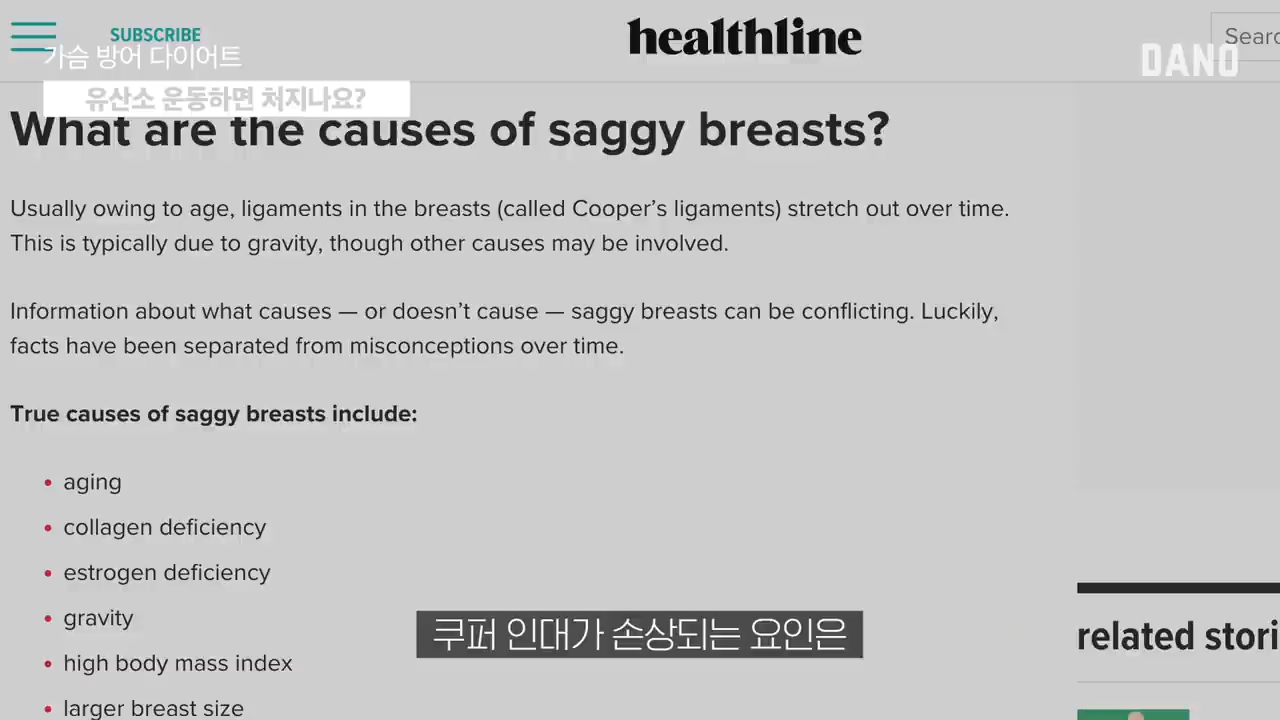 SUBSCRIBE
healthline
Searc
가슴 방어 다이어트
DANO
유산소 운동하면 처지나요?
What are the causes of saggy breasts?
Usually owing to age, ligaments in the breasts (called Cooper’s ligaments) stretch out over time.
This is typically due to gravity, though other causes may be involved.
Information about what causes — or doesn’t cause — saggy breasts can be conflicting. Luckily,
facts have been separated from misconceptions over time.
True causes of saggy breasts include:
• aging
• collagen deficiency
• estrogen deficiency
• gravity
• high body mass index
• larger breast size
쿠퍼 인대가 손상되는 요인은
related stori